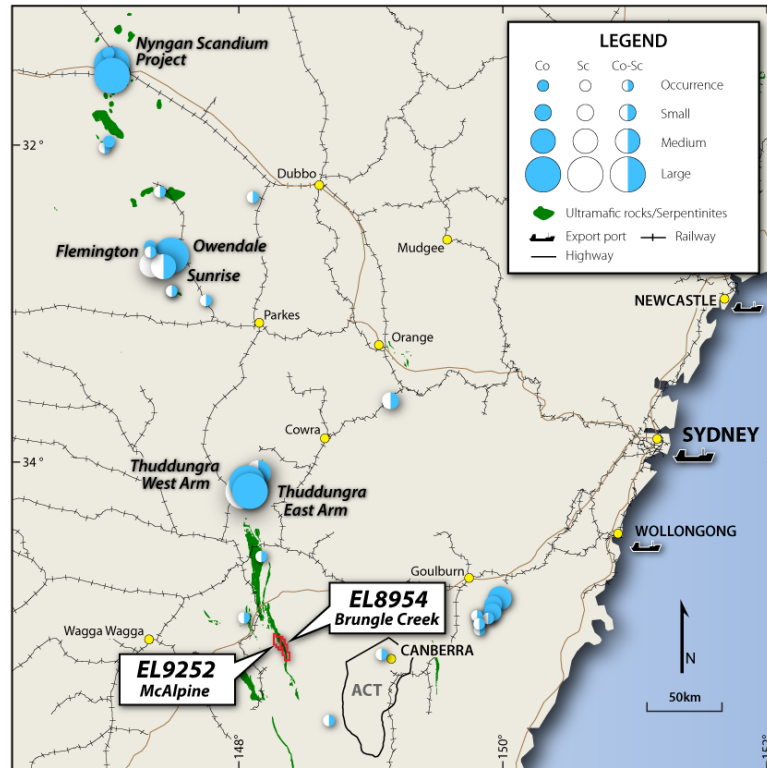 Nyngan Scandium
Project
32°
Dubbo
Mudgee
Flemington
Owendale
Sunrise
Parkes
Orange
NEWCASTLE
Cowra
SYDNEY
34°
Thuddungra
West Arm
Thuddungra
East Arm
WOLLONGONG
Goulburn
EL8954
Brungle Creek
Wagga Wagga
EL9252
McAlpine
CANBERRA
ACT
N
50km
148°
150°
152°
LEGEND
Co Sc Co-Sc
Occurrence
Small
Medium
Large
Ultramafic rocks/Serpentinites
Export port Railway
Highway